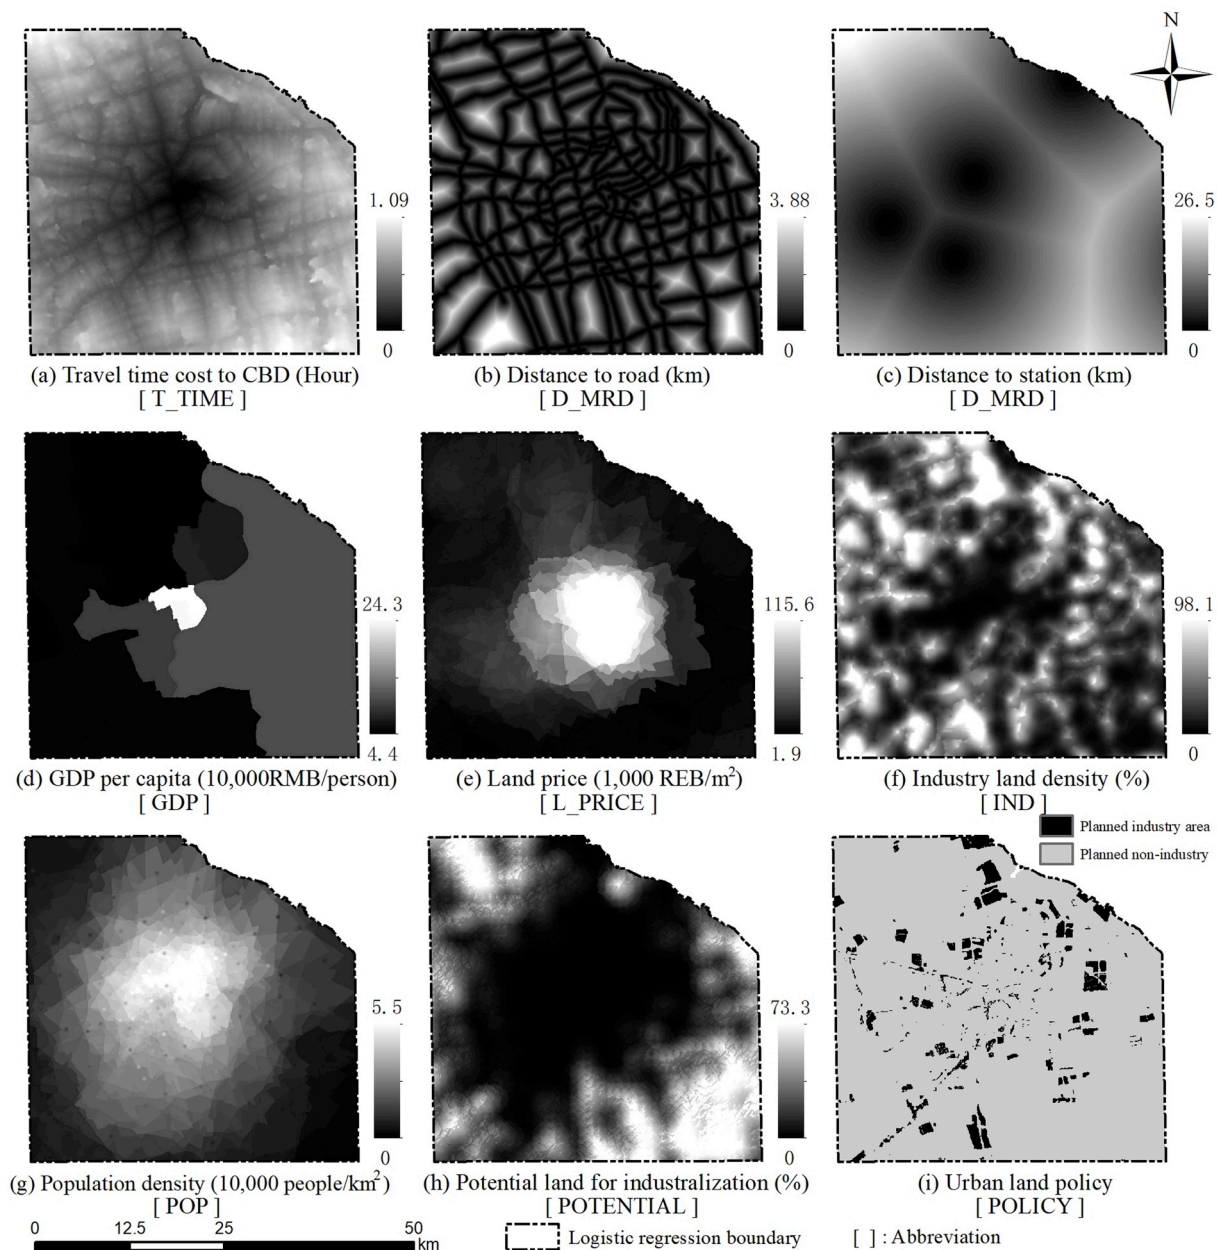 N
1.09
0
3.88
0
26.5
0
(a) Travel time cost to CBD (Hour)
[ T_TIME ]
(b) Distance to road (km)
[ D_MRD ]
(c) Distance to station (km)
[ D_MRD ]
24.3
4.4
115.6
1.9
98.1
0
(d) GDP per capita (10,000RMB/person)
[ GDP ]
(e) Land price (1,000 REB/m²)
[ L_PRICE ]
(f) Industry land density (%)
[ IND ]
Planned industry area
Planned non-industry
5.5
0
73.3
0
(g) Population density (10,000 people/km²)
[ POP ]
(h) Potential land for industralization (%)
[ POTENTIAL ]
(i) Urban land policy
[ POLICY ]
0 12.5 25 50
km
Logistic regression boundary
[ ] : Abbreviation